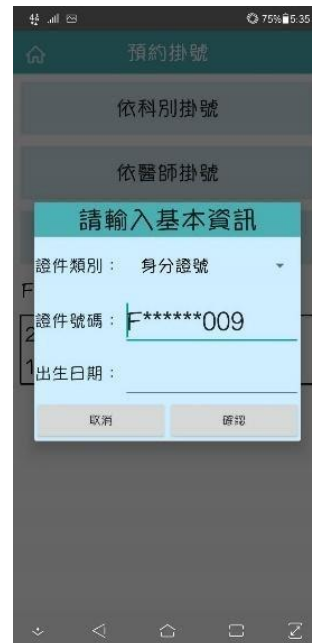 75% 5:35
預約掛號
依科別掛號
依醫師掛號
請輸入基本資訊
證件類別： 身分證號
F
證件號碼： F******009
2
1
出生日期：
取消 確認